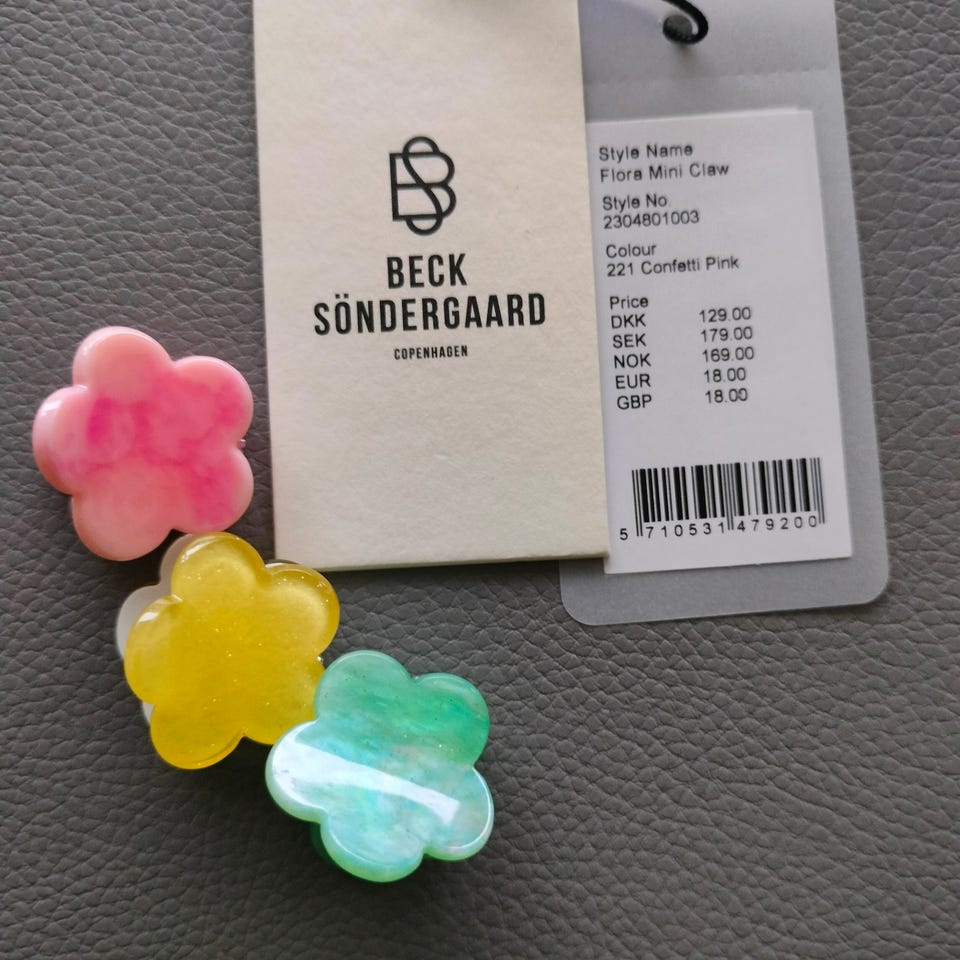 BS
BECK
SÖNDERGAARD
COPENHAGEN
Style Name
Flora Mini Claw
Style No
2304801003
Colour
221 Confetti Pink
Price
DKK 129.00
SEK 179.00
NOK 169.00
EUR 18.00
GBP 18.00
5 710531 479200